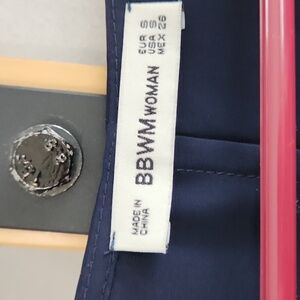 EUR S
USA S
MEX 26
BBWM WOMAN
MADE IN
CHINA